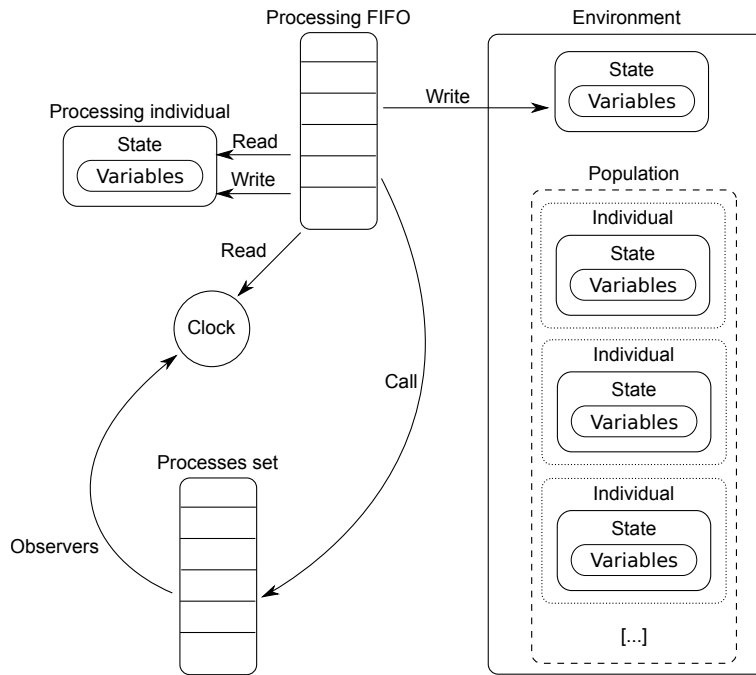 Processing FIFO
Environment
State
Variables
Write
Processing individual
State
Variables
Read
Write
Population
Individual
State
Variables
Read
Clock
Individual
State
Variables
Call
Processes set
Individual
State
Variables
Observers
[...]